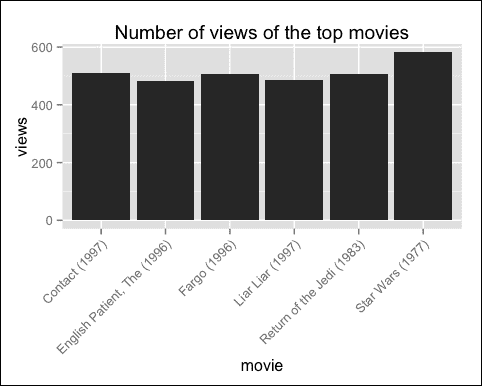 Number of views of the top movies
600
400
200
0
views
Contact (1997)
English Patient, The (1996)
Fargo (1996)
Liar Liar (1997)
Return of the Jedi (1983)
Star Wars (1977)
movie